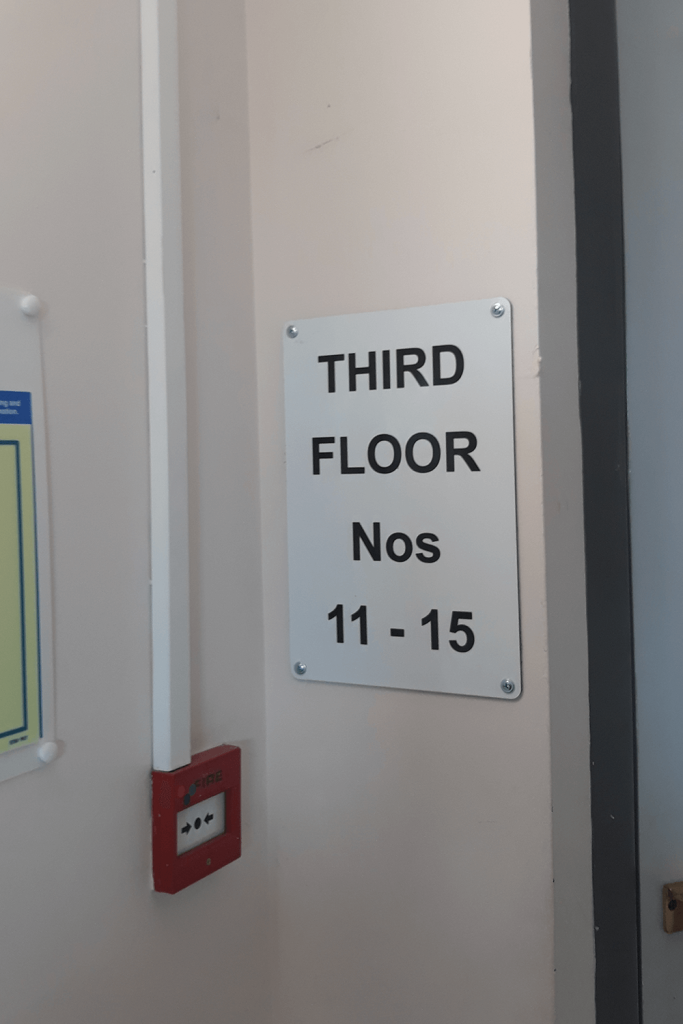 THIRD
FLOOR
Nos
11 - 15
FIRE